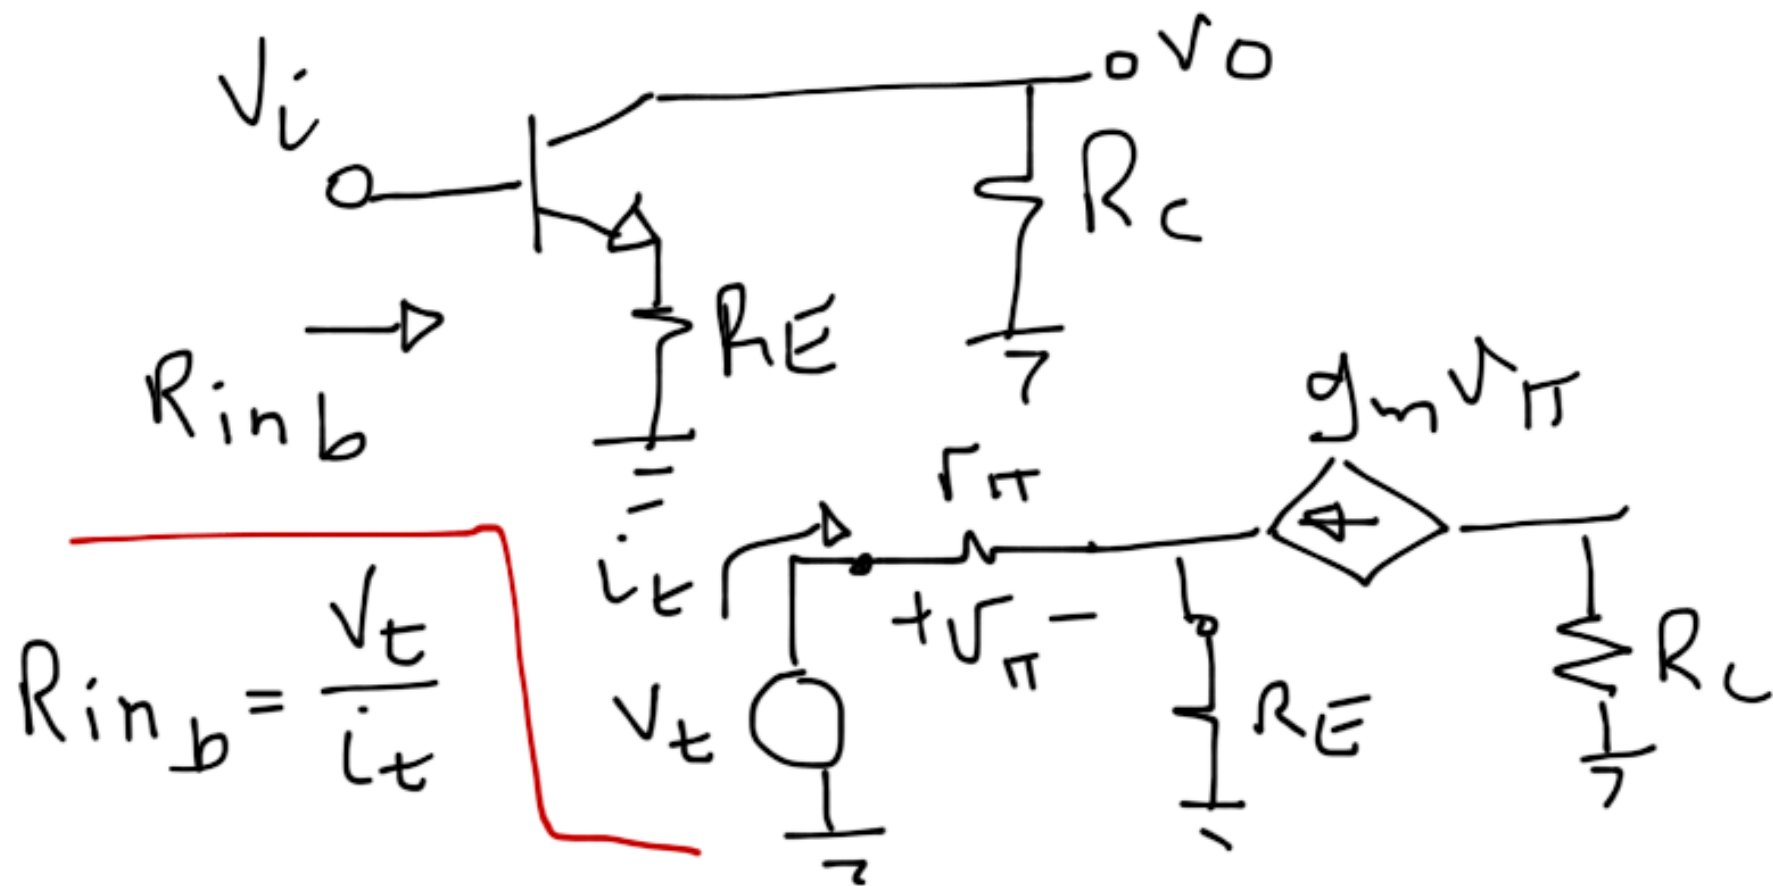 Vi
vo
Rc
RE
Rinb
gmvπ
rπ
it
+vπ−
Rinb = Vt/it
Vt
RE
Rc